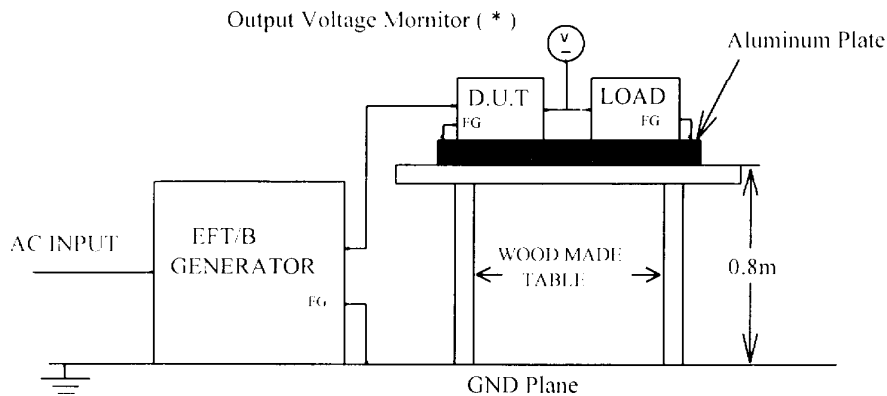 Output Voltage Mornitor ( * )
V
Aluminum Plate
D.U.T
LOAD
FG
FG
AC INPUT
EFT/B
GENERATOR
FG
WOOD MADE
TABLE
0.8m
GND Plane